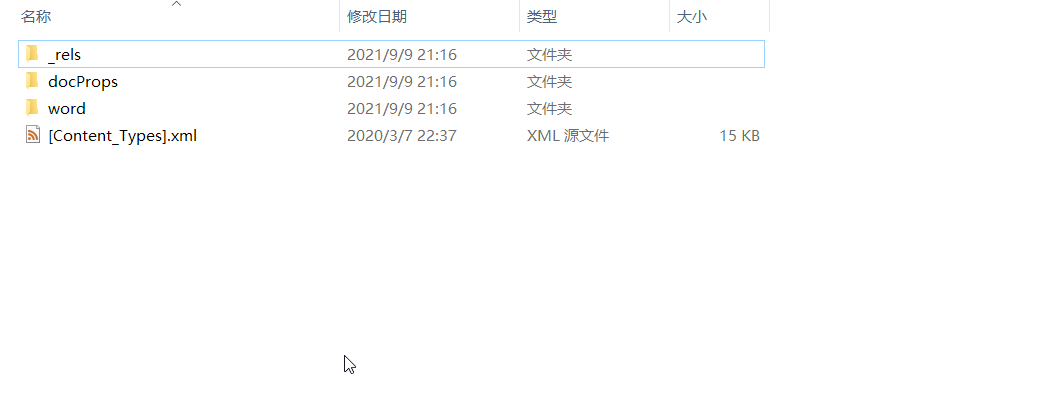 名称 修改日期 类型 大小
_rels 2021/9/9 21:16 文件夹
docProps 2021/9/9 21:16 文件夹
word 2021/9/9 21:16 文件夹
[Content_Types].xml 2020/3/7 22:37 XML 源文件 15 KB